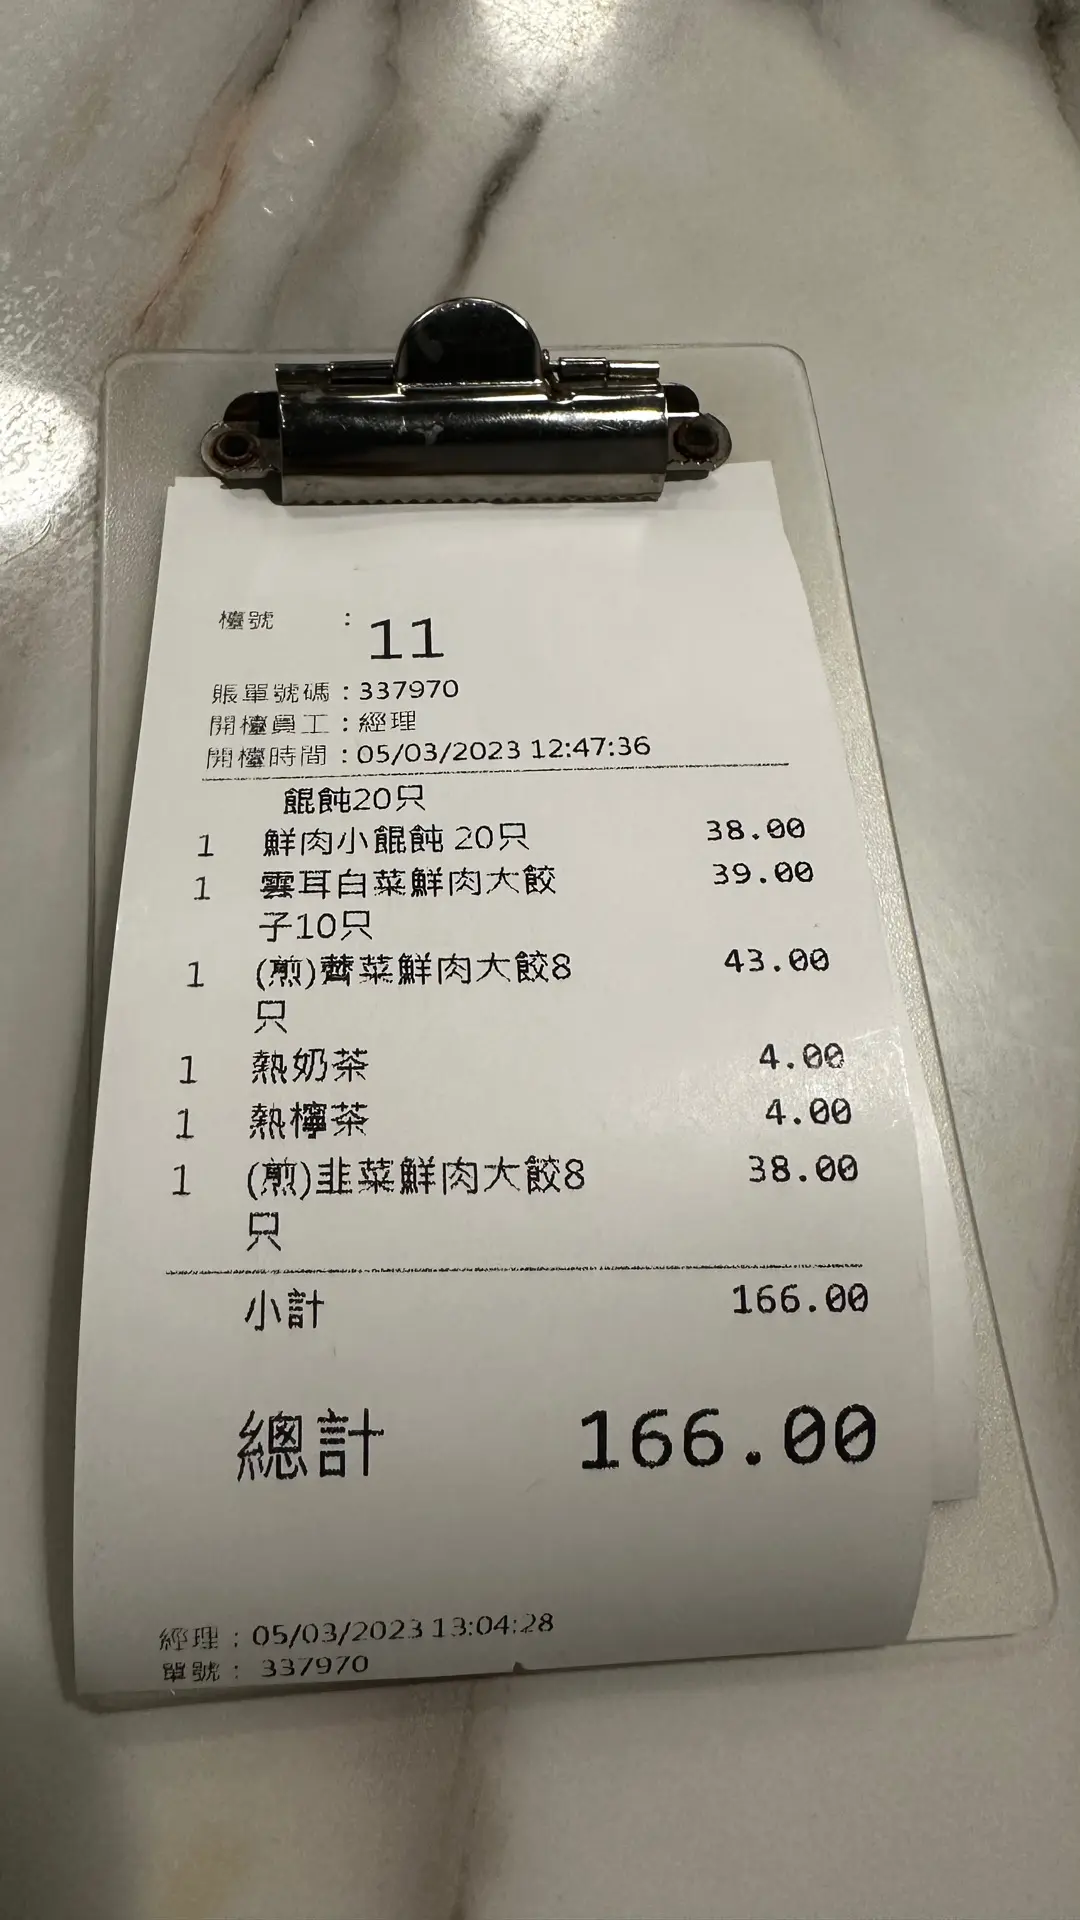 檯號 : 11
賬單號碼 : 337970
開檯員工 : 經理
開檯時間 : 05/03/2023 12:47:36
餛飩20只
1 鮮肉小餛飩 20只 38.00
1 雲耳白菜鮮肉大餃 39.00
子10只
1 (煎)薺菜鮮肉大餃8 43.00
只
1 熱奶茶 4.00
1 熱檸茶 4.00
1 (煎)韭菜鮮肉大餃8 38.00
只
小計 166.00
總計 166.00
經理 : 05/03/2023 13:04:28
單號 : 337970